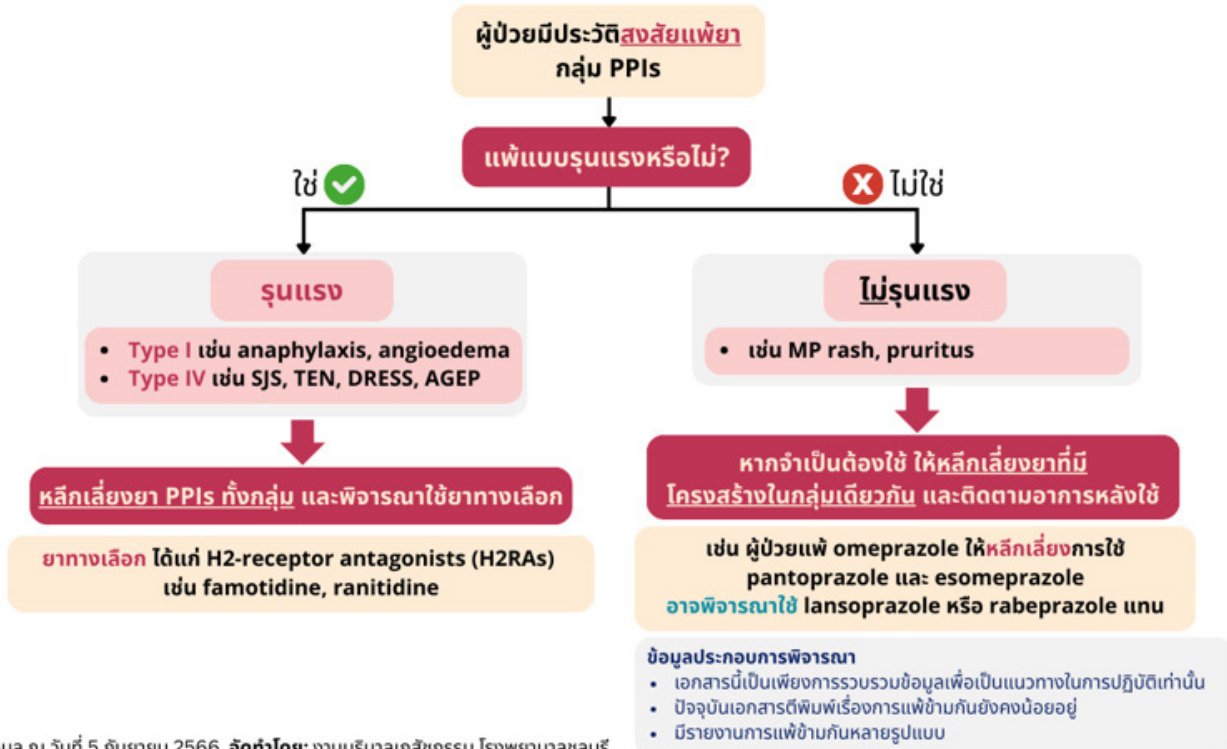 ผู้ป่วยมีประวัติสงสัยแพ้ยา
กลุ่ม PPIs
แพ้แบบรุนแรงหรือไม่?
ใช่
ไม่ใช่
รุนแรง
• Type I เช่น anaphylaxis, angioedema
• Type IV เช่น SJS, TEN, DRESS, AGEP
หลีกเลี่ยงยา PPIs ทั้งกลุ่ม และพิจารณาใช้ยาทางเลือก
ยาทางเลือก ได้แก่ H2-receptor antagonists (H2RAs)
เช่น famotidine, ranitidine
ไม่รุนแรง
• เช่น MP rash, pruritus
หากจำเป็นต้องใช้ ให้หลีกเลี่ยงยาที่มี
โครงสร้างในกลุ่มเดียวกัน และติดตามอาการหลังใช้
เช่น ผู้ป่วยแพ้ omeprazole ให้หลีกเลี่ยงการใช้
pantoprazole และ esomeprazole
อาจพิจารณาใช้ lansoprazole หรือ rabeprazole แทน
ข้อมูลประกอบการพิจารณา
• เอกสารนี้เป็นเพียงการรวบรวมข้อมูลเพื่อเป็นแนวทางในการปฏิบัติเท่านั้น
• ปัจจุบันเอกสารตีพิมพ์เรื่องการแพ้ข้ามกันยังคงน้อยอยู่
• มีรายงานการแพ้ข้ามกันหลายรูปแบบ
ณ วันที่ 5 กันยายน 2566 จัดทำโดย: งานบริบาลเภสัชกรรม โรงพยาบาลชลบุรี